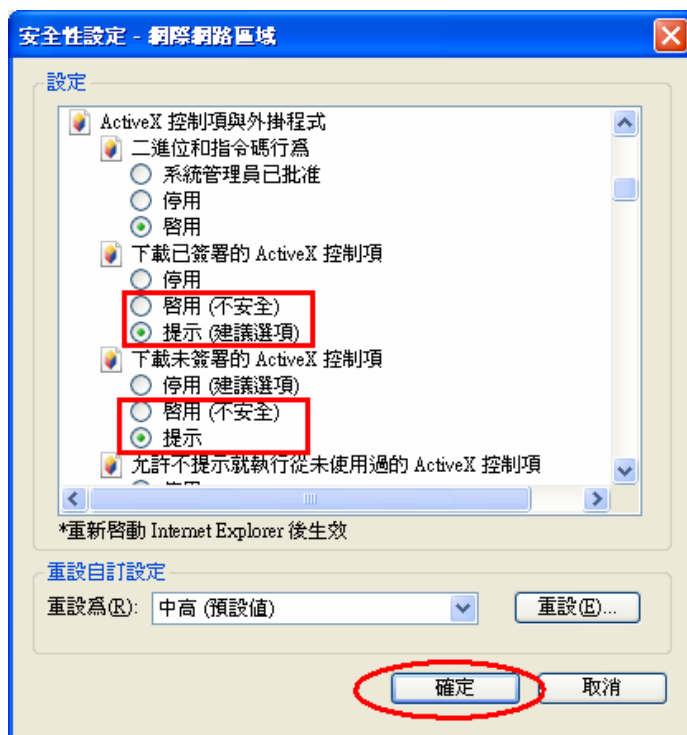 安全性設定 - 網際網路區域
設定
ActiveX 控制項與外掛程式
二進位和指令碼行為
系統管理員已批准
停用
啓用
下載已簽署的 ActiveX 控制項
停用
啓用 (不安全)
提示 (建議選項)
下載未簽署的 ActiveX 控制項
停用 (建議選項)
啓用 (不安全)
提示
允許不提示就執行從未使用過的 ActiveX 控制項
*重新啓動 Internet Explorer 後生效
重設自訂設定
重設為(R): 中高 (預設值) 重設(E)...
確定 取消